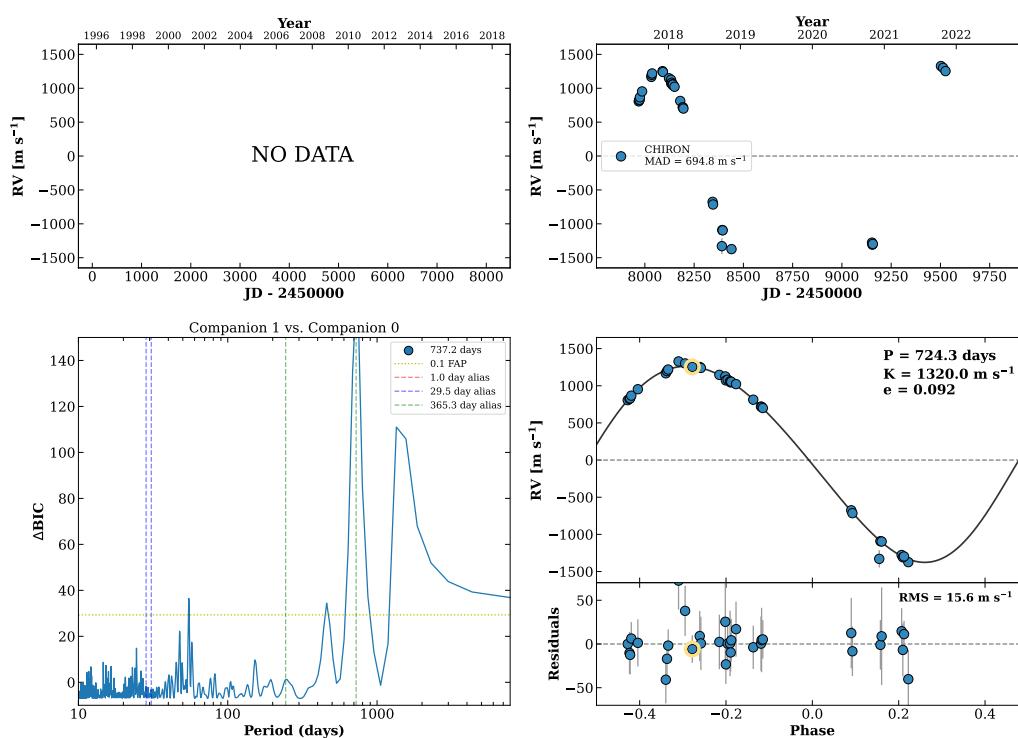 Year
1996 1998 2000 2002 2004 2006 2008 2010 2012 2014 2016 2018
1500
1000
500
0
−500
−1000
−1500
RV [m s⁻¹]
NO DATA
0 1000 2000 3000 4000 5000 6000 7000 8000
JD - 2450000
Year
2018 2019 2020 2021 2022
1500
1000
500
0
−500
−1000
−1500
RV [m s⁻¹]
CHIRON
MAD = 694.8 m s⁻¹
8000 8250 8500 8750 9000 9250 9500 9750
JD - 2450000
Companion 1 vs. Companion 0
140
120
100
80
60
40
20
0
ΔBIC
737.2 days
0.1 FAP
1.0 day alias
29.5 day alias
365.3 day alias
10 100 1000
Period (days)
1500
1000
500
0
−500
−1000
−1500
RV [m s⁻¹]
P = 724.3 days
K = 1320.0 m s⁻¹
e = 0.092
50
0
−50
Residuals
RMS = 15.6 m s⁻¹
−0.4 −0.2 0.0 0.2 0.4
Phase